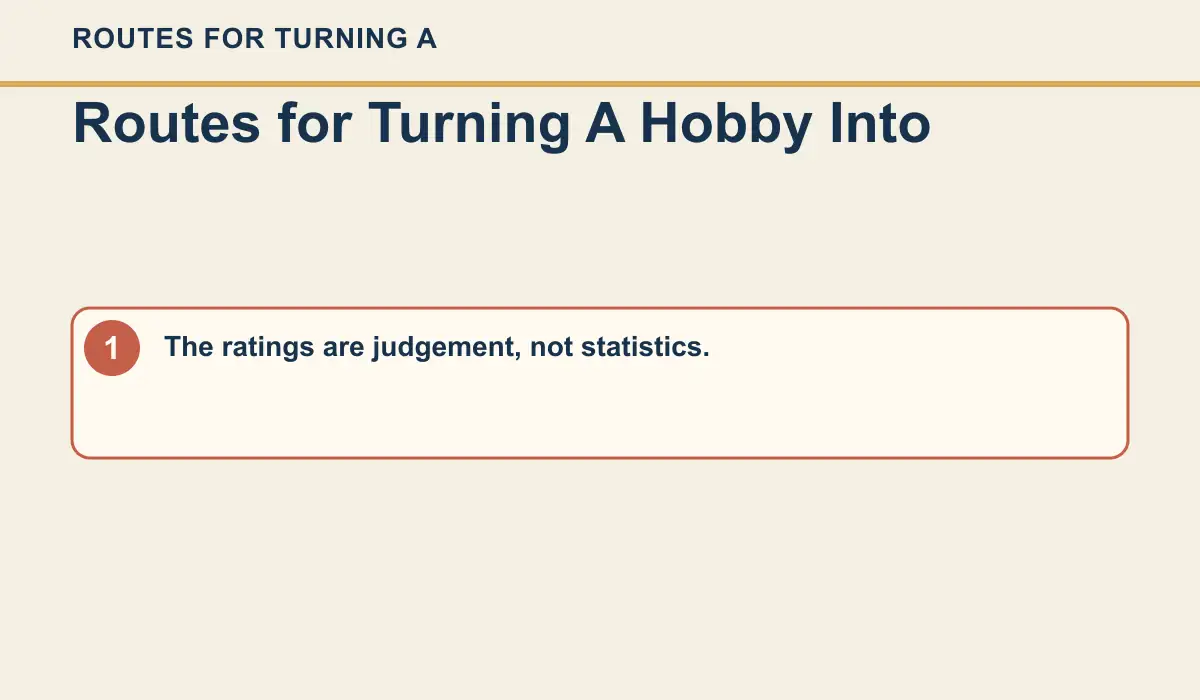 ROUTES FOR TURNING A
Routes for Turning A Hobby Into
1 The ratings are judgement, not statistics.